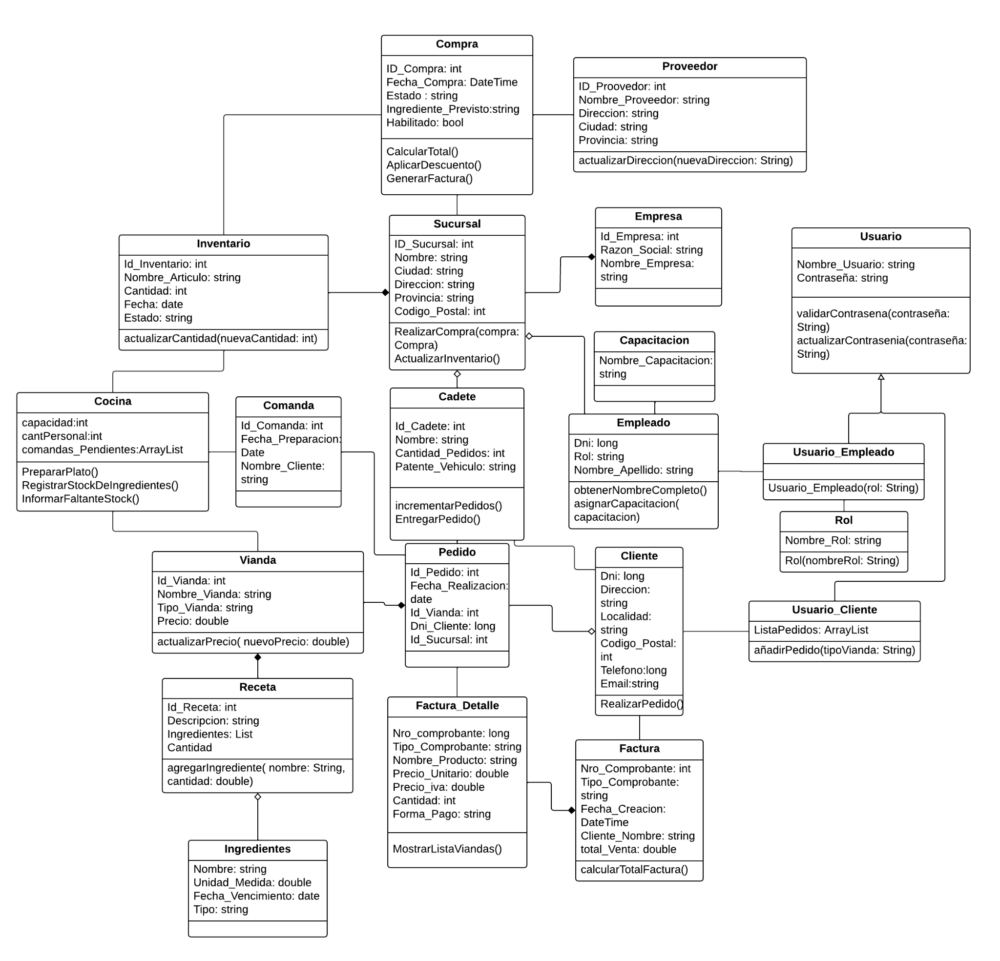 Compra
ID_Compra: int
Fecha_Compra: DateTime
Estado : string
Ingrediente_Previsto:string
Habilitado: bool
CalcularTotal()
AplicarDescuento()
GenerarFactura()
Proveedor
ID_Proovedor: int
Nombre_Proveedor: string
Direccion: string
Ciudad: string
Provincia: string
actualizarDireccion(nuevaDireccion: String)
Sucursal
ID_Sucursal: int
Nombre: string
Ciudad: string
Direccion: string
Provincia: string
Codigo_Postal: int
RealizarCompra(compra:
Compra)
ActualizarInventario()
Empresa
Id_Empresa: int
Razon_Social: string
Nombre_Empresa:
string
Usuario
Nombre_Usuario: string
Contraseña: string
validarContrasena(contraseña:
String)
actualizarContrasenia(contraseña:
String)
Inventario
Id_Inventario: int
Nombre_Articulo: string
Cantidad: int
Fecha: date
Estado: string
actualizarCantidad(nuevaCantidad: int)
Capacitacion
Nombre_Capacitacion:
string
Cocina
capacidad:int
cantPersonal:int
comandas_Pendientes:ArrayList
PrepararPlato()
RegistrarStockDeIngredientes()
InformarFaltanteStock()
Comanda
Id_Comanda: int
Fecha_Preparacion:
Date
Nombre_Cliente:
string
Cadete
Id_Cadete: int
Nombre: string
Cantidad_Pedidos: int
Patente_Vehiculo: string
incrementarPedidos()
EntregarPedido()
Empleado
Dni: long
Rol: string
Nombre_Apellido: string
obtenerNombreCompleto()
asignarCapacitacion(
capacitacion)
Usuario_Empleado
Usuario_Empleado(rol: String)
Rol
Nombre_Rol: string
Rol(nombreRol: String)
Vianda
Id_Vianda: int
Nombre_Vianda: string
Tipo_Vianda: string
Precio: double
actualizarPrecio( nuevoPrecio: double)
Pedido
Id_Pedido: int
Fecha_Realizacion:
date
Id_Vianda: int
Dni_Cliente: long
Id_Sucursal: int
Cliente
Dni: long
Direccion:
string
Localidad:
string
Codigo_Postal:
int
Telefono:long
Email:string
RealizarPedido()
Usuario_Cliente
ListaPedidos: ArrayList
añadirPedido(tipoVianda: String)
Receta
Id_Receta: int
Descripcion: string
Ingredientes: List
Cantidad
agregarIngrediente( nombre: String,
cantidad: double)
Factura_Detalle
Nro_comprobante: long
Tipo_Comprobante: string
Nombre_Producto: string
Precio_Unitario: double
Precio_iva: double
Cantidad: int
Forma_Pago: string
MostrarListaViandas()
Factura
Nro_Comprobante: int
Tipo_Comprobante:
string
Fecha_Creacion:
DateTime
Cliente_Nombre: string
total_Venta: double
calcularTotalFactura()
Ingredientes
Nombre: string
Unidad_Medida: double
Fecha_Vencimiento: date
Tipo: string